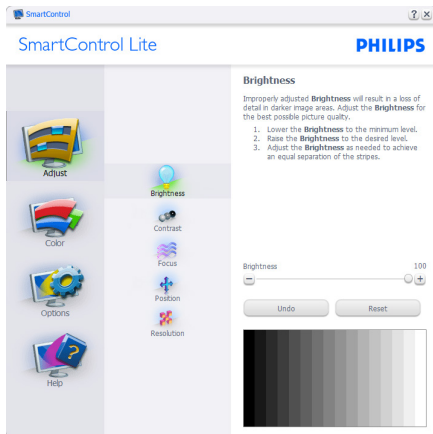 SmartControl
SmartControl Lite
PHILIPS
Adjust
Color
Options
Help
Brightness
Contrast
Focus
Position
Resolution
Brightness
Improperly adjusted Brightness will result in a loss of
detail in darker image areas. Adjust the Brightness for
the best possible picture quality.
1. Lower the Brightness to the minimum level.
2. Raise the Brightness to the desired level.
3. Adjust the Brightness as needed to achieve
an equal separation of the stripes.
Brightness 100
Undo Reset